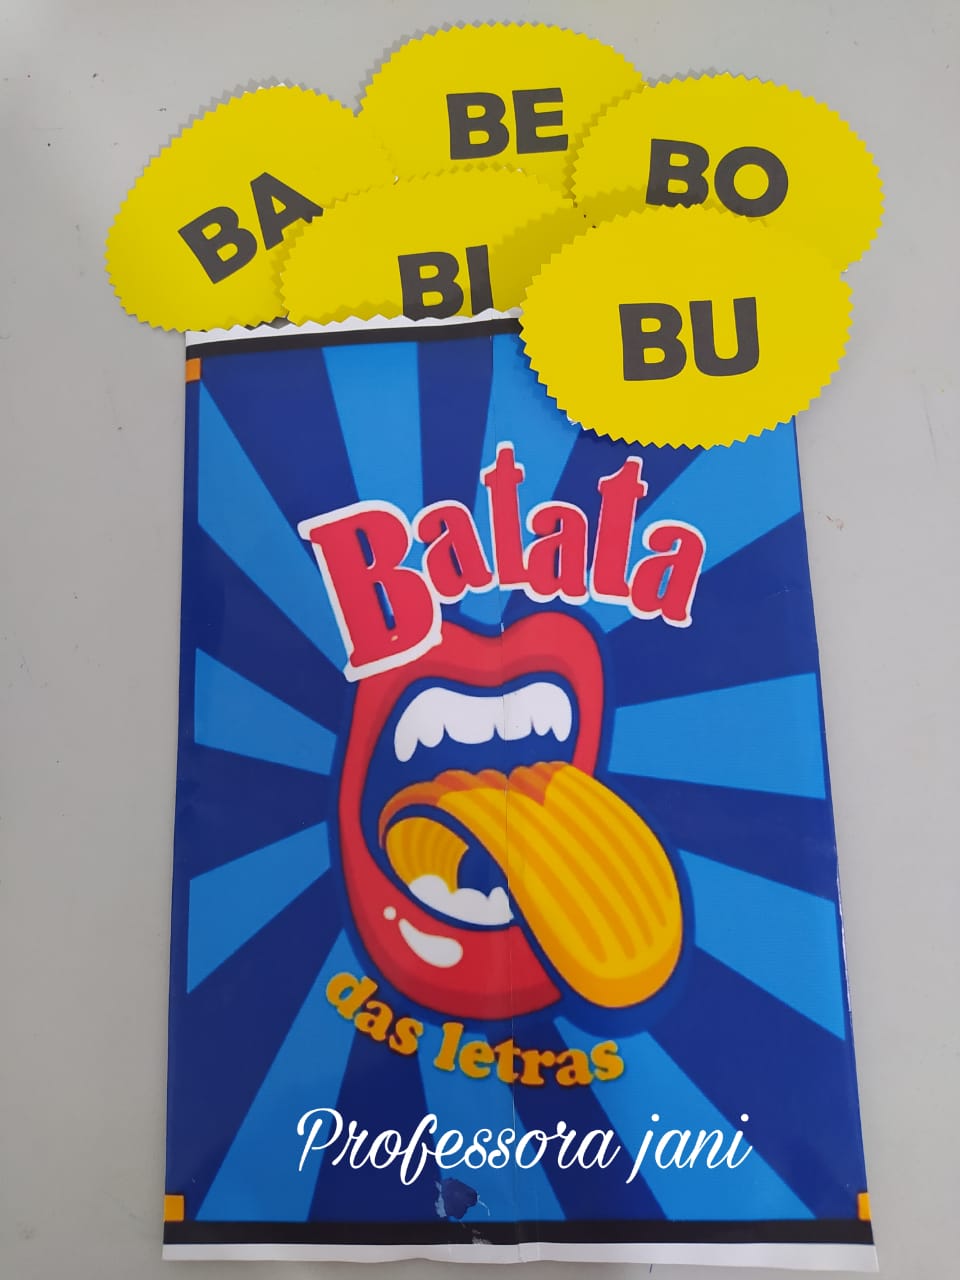 BE
BA
BO
BI
BU
Batata
das letras
Professora jani